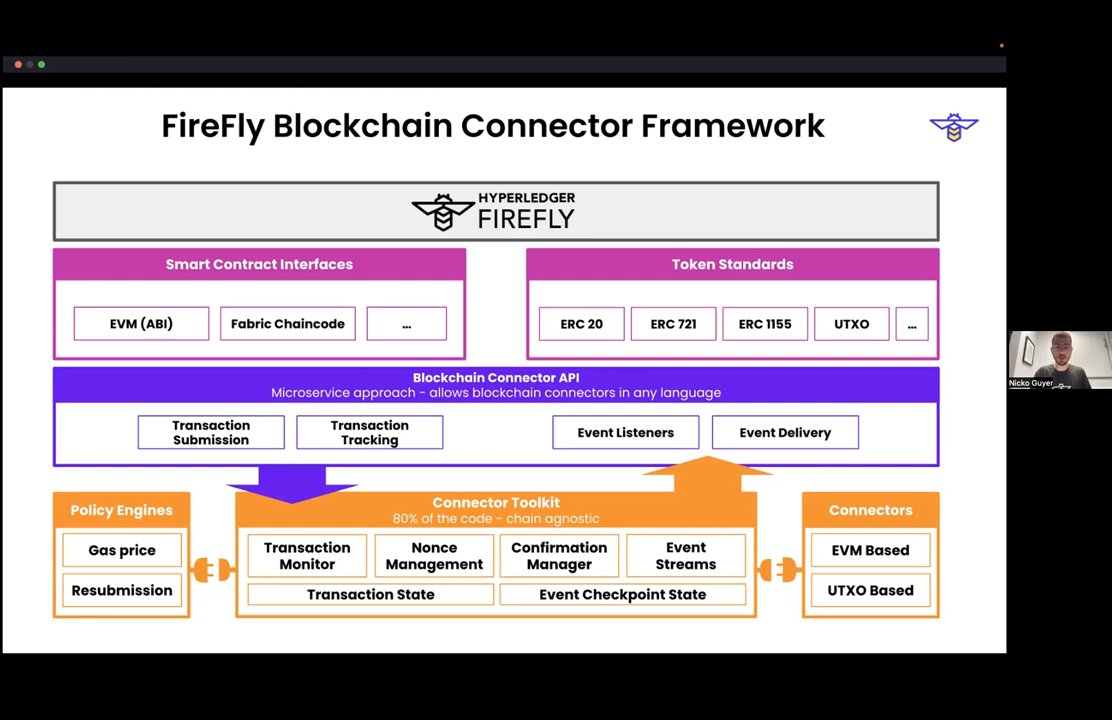 FireFly Blockchain Connector Framework
HYPERLEDGER
FIREFLY
Smart Contract Interfaces
EVM (ABI)
Fabric Chaincode
...
Token Standards
ERC 20
ERC 721
ERC 1155
UTXO
...
Blockchain Connector API
Microservice approach - allows blockchain connectors in any language
Transaction
Submission
Transaction
Tracking
Event Listeners
Event Delivery
Policy Engines
Gas price
Resubmission
Connector Toolkit
80% of the code - chain agnostic
Transaction
Monitor
Nonce
Management
Confirmation
Manager
Event
Streams
Transaction State
Event Checkpoint State
Connectors
EVM Based
UTXO Based
Nicko Guyer